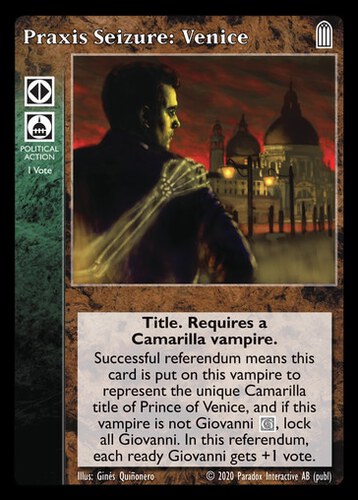 Praxis Seizure: Venice
POLITICAL
ACTION
1 Vote
Title. Requires a
Camarilla vampire.
Successful referendum means this
card is put on this vampire to
represent the unique Camarilla
title of Prince of Venice, and if this
vampire is not Giovanni, lock
all Giovanni. In this referendum,
each ready Giovanni gets +1 vote.
Illus: Ginés Quiñonero © 2020 Paradox Interactive AB (publ)